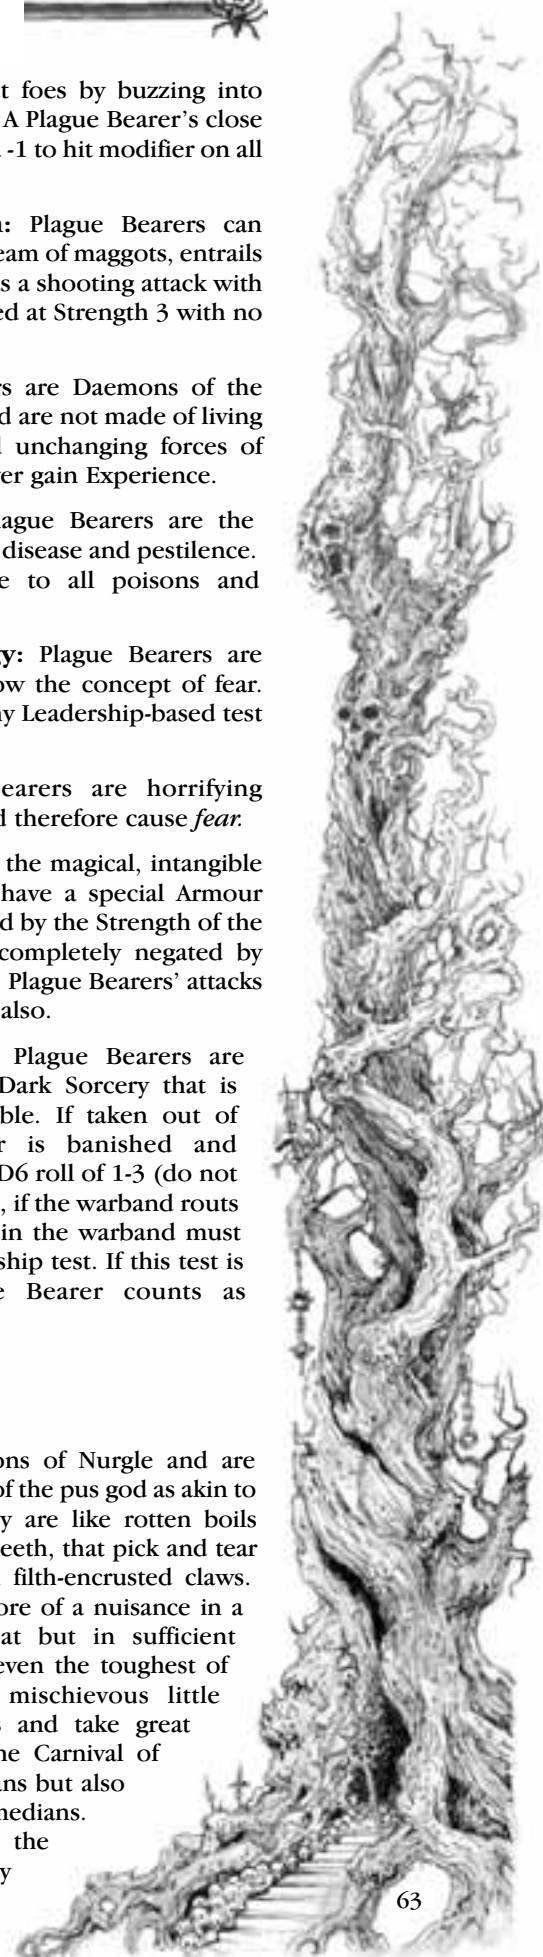 t foes by buzzing into
A Plague Bearer’s close
-1 to hit modifier on all
: Plague Bearers can
eam of maggots, entrails
s a shooting attack with
ed at Strength 3 with no
rs are Daemons of the
d are not made of living
unchanging forces of
ver gain Experience.
ague Bearers are the
disease and pestilence.
e to all poisons and
gy: Plague Bearers are
ow the concept of fear.
ny Leadership-based test
earers are horrifying
d therefore cause fear.
the magical, intangible
have a special Armour
d by the Strength of the
completely negated by
Plague Bearers’ attacks
also.
Plague Bearers are
Dark Sorcery that is
ble. If taken out of
r is banished and
D6 roll of 1-3 (do not
, if the warband routs
in the warband must
ship test. If this test is
e Bearer counts as
ons of Nurgle and are
of the pus god as akin to
y are like rotten boils
eeth, that pick and tear
filth-encrusted claws.
ore of a nuisance in a
at but in sufficient
even the toughest of
mischievous little
s and take great
he Carnival of
ans but also
medians.
the
y
63